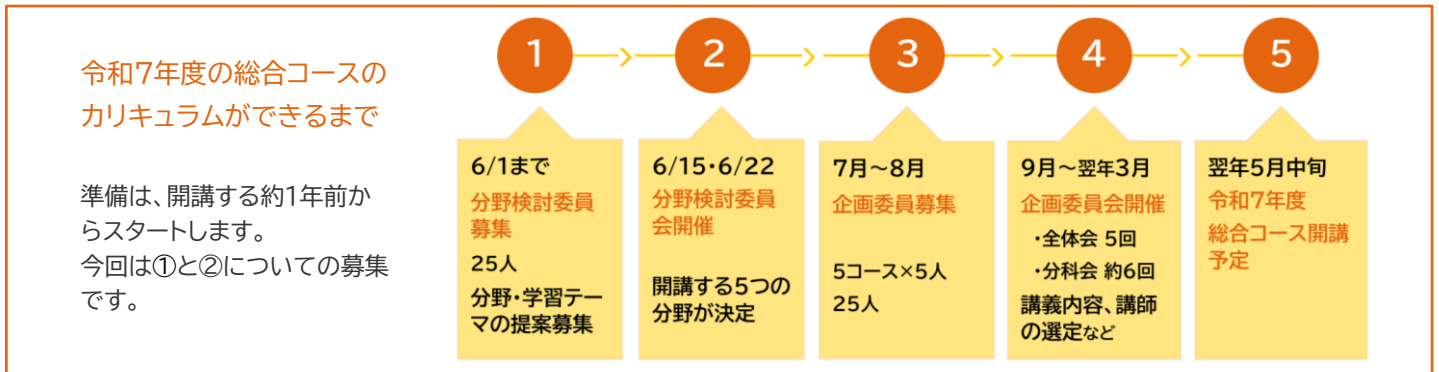 令和7年度の総合コースの
カリキュラムができるまで
準備は、開講する約1年前か
らスタートします。
今回は①と②についての募集
です。
1
2
3
4
5
6/1まで
分野検討委員
募集
25人
分野・学習テー
マの提案募集
6/15・6/22
分野検討委員
会開催
開講する5つの
分野が決定
7月～8月
企画委員募集
5コース×5人
25人
9月～翌年3月
企画委員会開催
・全体会 5回
・分科会 約6回
講義内容、講師
の選定など
翌年5月中旬
令和7年度
総合コース開講
予定